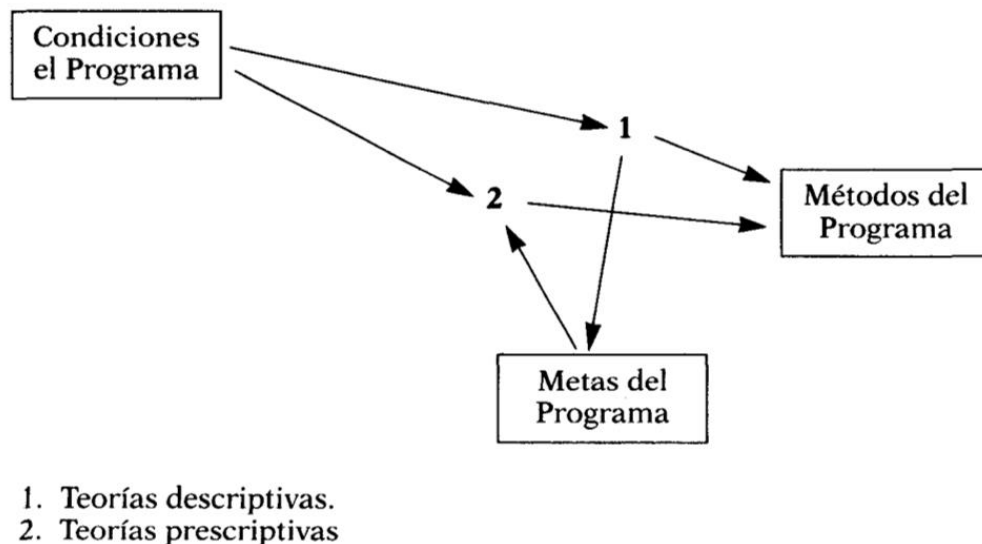 Condiciones
el Programa
1
2
Métodos del
Programa
Metas del
Programa
1. Teorías descriptivas.
2. Teorías prescriptivas